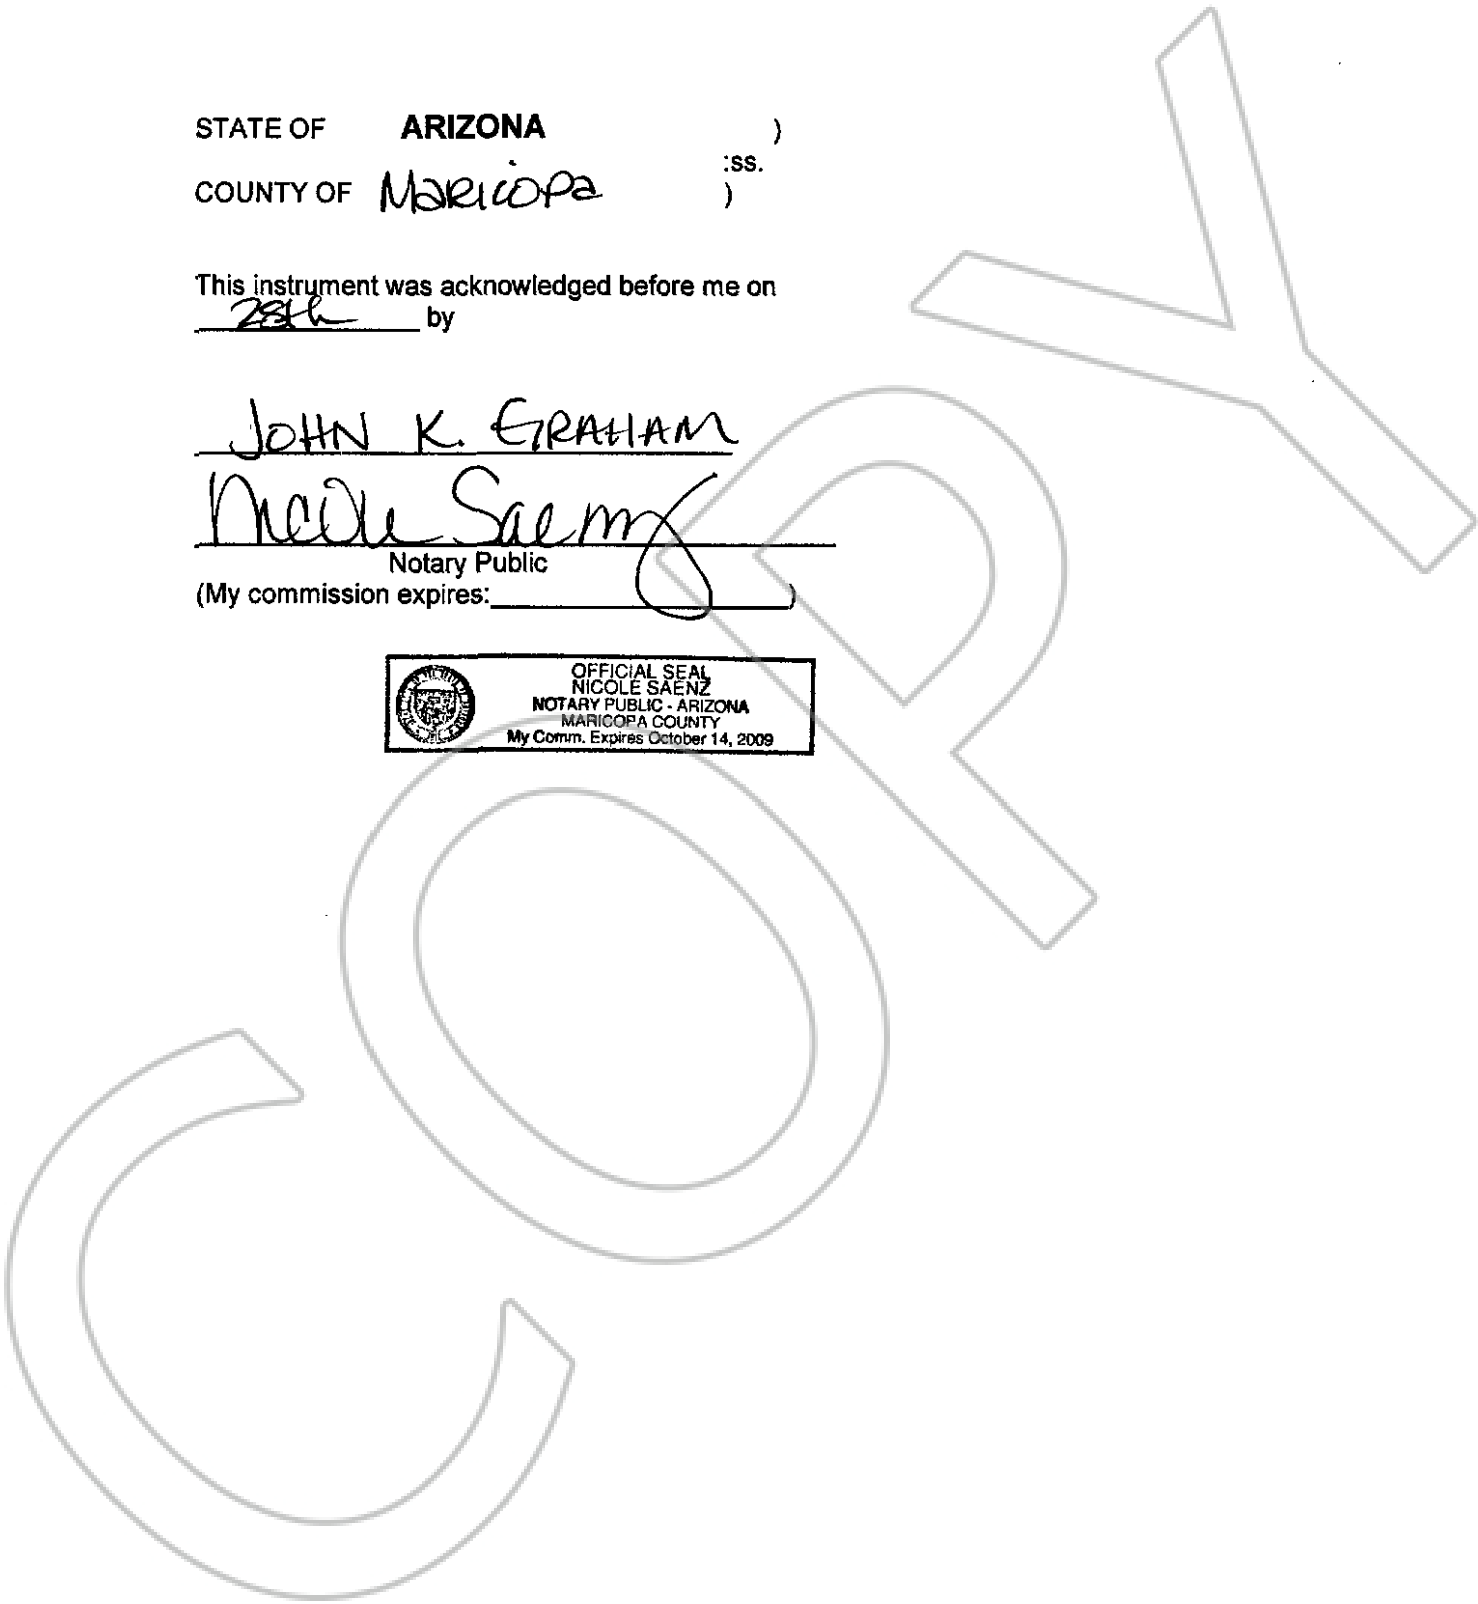 STATE OF ARIZONA )
:ss.
COUNTY OF Maricopa )
This instrument was acknowledged before me on
28th by
JOHN K. GRAHAM
Nicole Saenz
Notary Public
(My commission expires: )
OFFICIAL SEAL
NICOLE SAENZ
NOTARY PUBLIC - ARIZONA
MARICOPA COUNTY
My Comm. Expires October 14, 2009
COPY